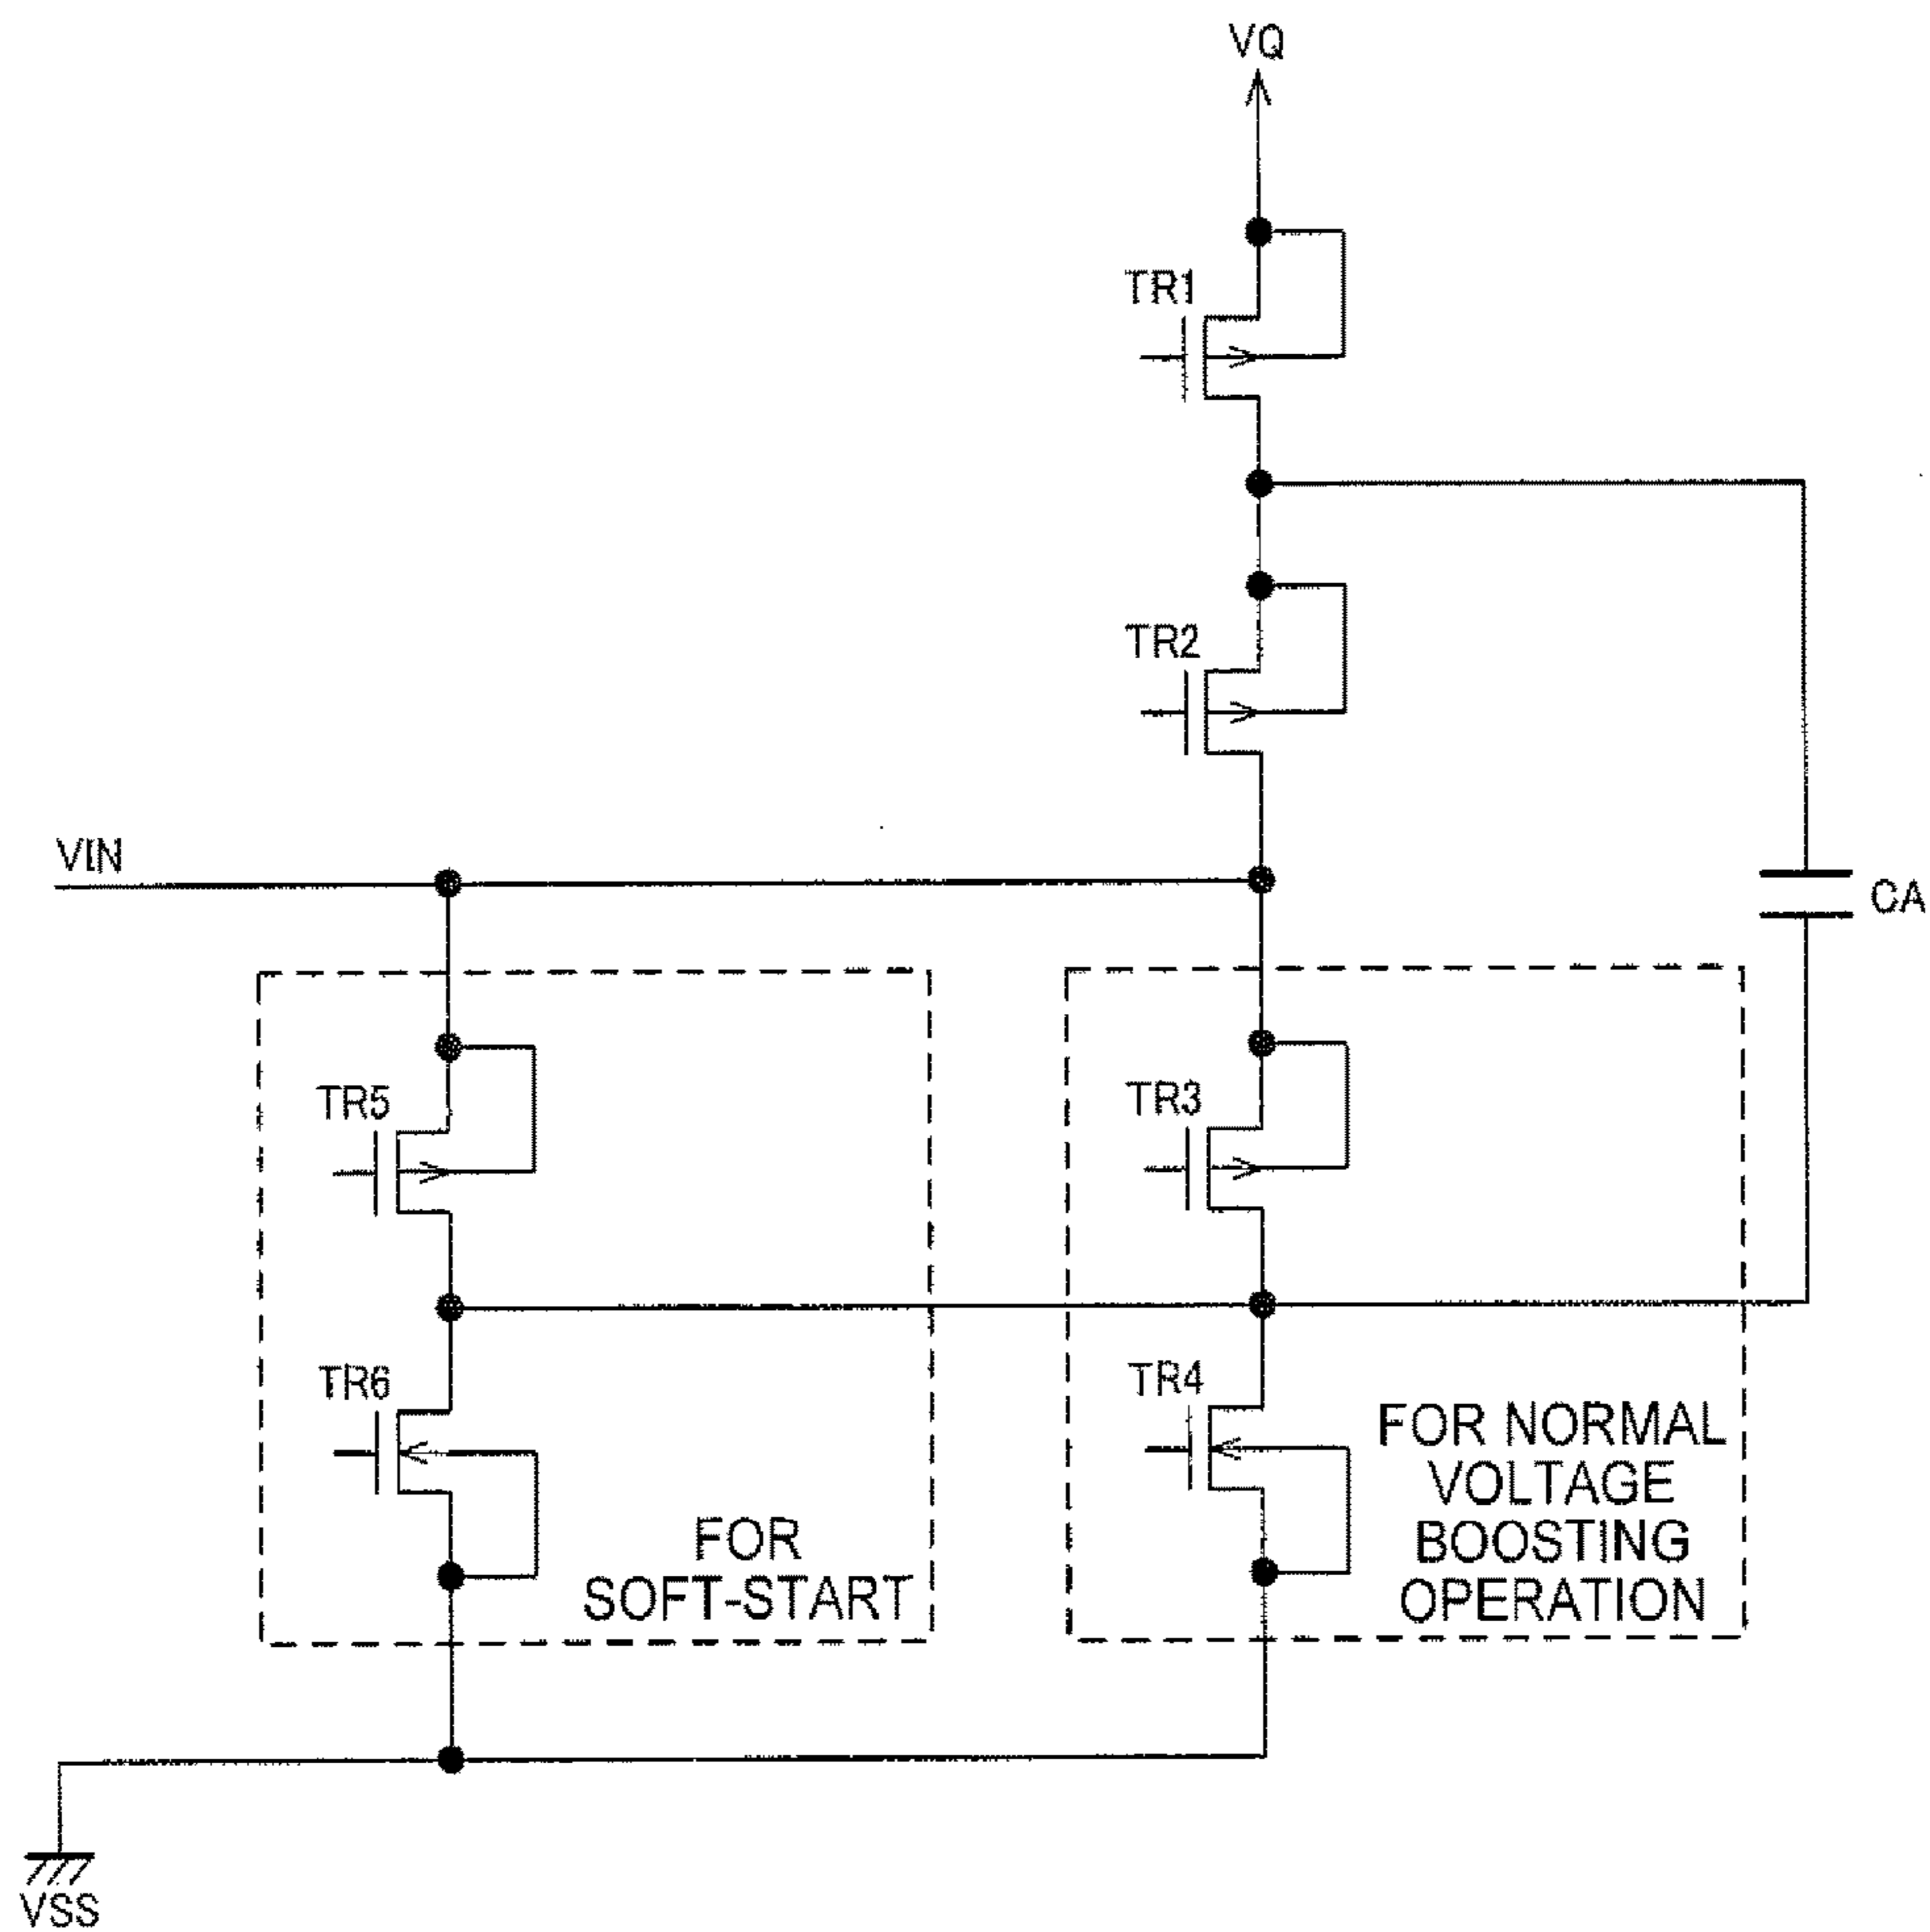 VQ
TR1
TR2
VIN
CA
TR5
TR3
TR6
TR4
FOR
SOFT-START
FOR NORMAL
VOLTAGE
BOOSTING
OPERATION
VSS